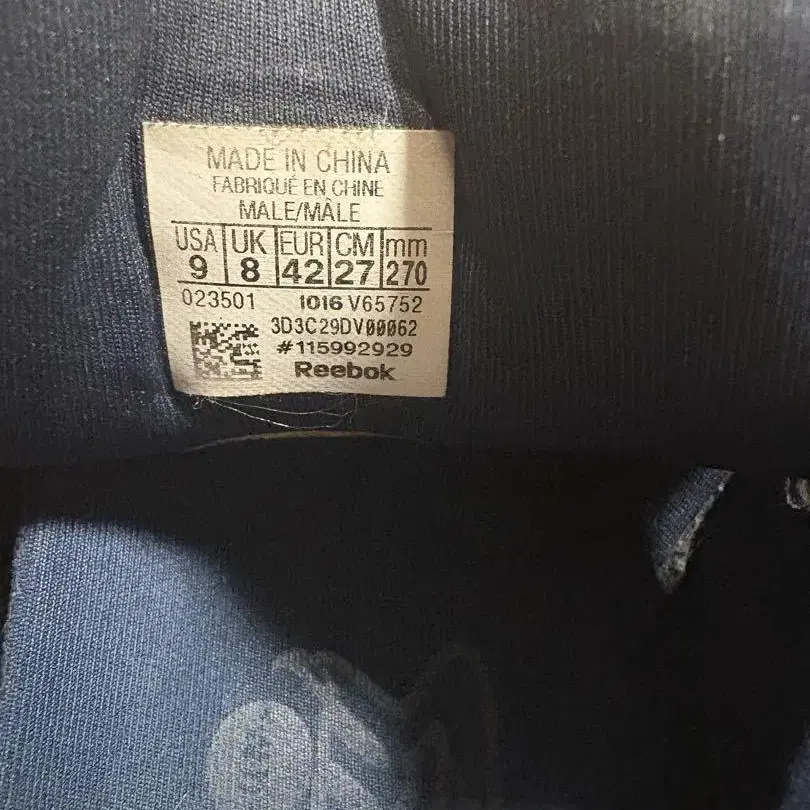 MADE IN CHINA
FABRIQUÉ EN CHINE
MALE/MÂLE
USA UK EUR CM mm
9 8 42 27 270
023501 1016 V65752
3D3C29DV00062
#115992929
Reebok